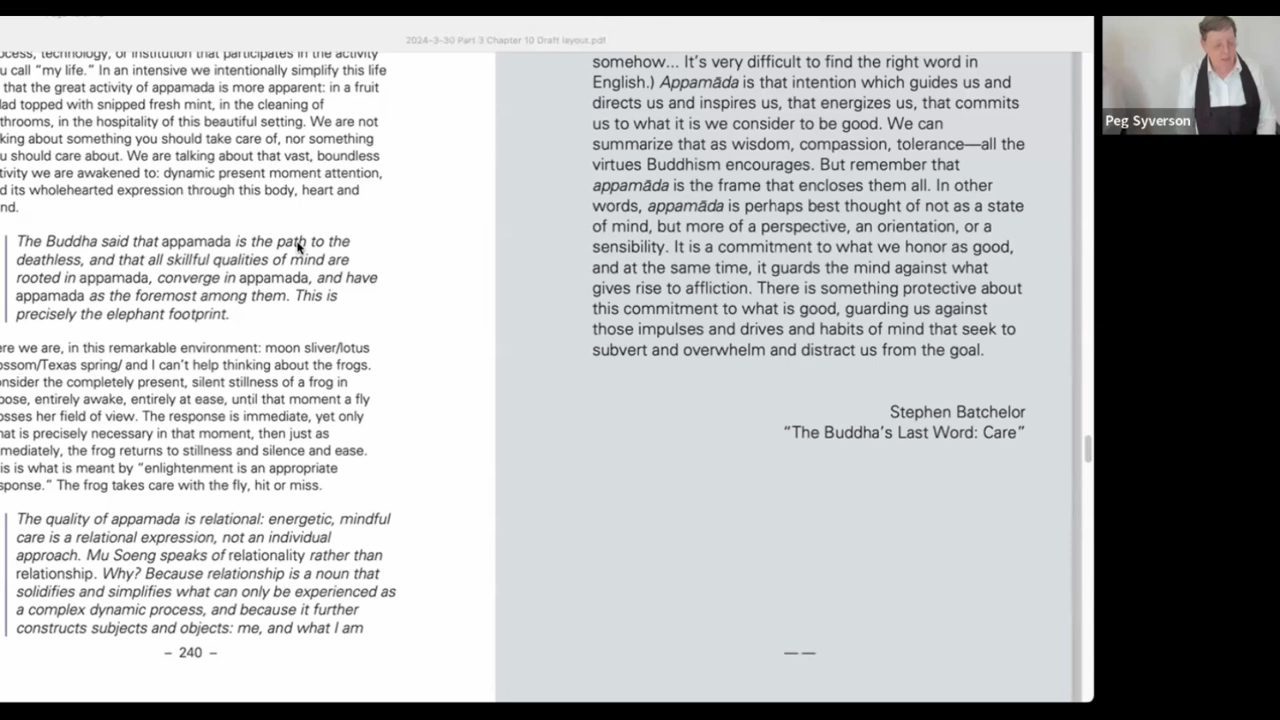 2024-3-30 Part 3 Chapter 10 Draft layout.pdf
ocess, technology, or institution that participates in the activity
u call “my life.” In an intensive we intentionally simplify this life
that the great activity of appamada is more apparent: in a fruit
lad topped with snipped fresh mint, in the cleaning of
throoms, in the hospitality of this beautiful setting. We are not
king about something you should take care of, nor something
u should care about. We are talking about that vast, boundless
tivity we are awakened to: dynamic present moment attention,
d its wholehearted expression through this body, heart and
nd.
The Buddha said that appamada is the path to the
deathless, and that all skillful qualities of mind are
rooted in appamada, converge in appamada, and have
appamada as the foremost among them. This is
precisely the elephant footprint.
ere we are, in this remarkable environment: moon sliver/lotus
ossom/Texas spring/ and I can’t help thinking about the frogs.
onsider the completely present, silent stillness of a frog in
pose, entirely awake, entirely at ease, until that moment a fly
osses her field of view. The response is immediate, yet only
hat is precisely necessary in that moment, then just as
mediately, the frog returns to stillness and silence and ease.
is is what is meant by “enlightenment is an appropriate
sponse.” The frog takes care with the fly, hit or miss.
The quality of appamada is relational: energetic, mindful
care is a relational expression, not an individual
approach. Mu Soeng speaks of relationality rather than
relationship. Why? Because relationship is a noun that
solidifies and simplifies what can only be experienced as
a complex dynamic process, and because it further
constructs subjects and objects: me, and what I am
– 240 –
somehow... It’s very difficult to find the right word in
English.) Appamāda is that intention which guides us and
directs us and inspires us, that energizes us, that commits
us to what it is we consider to be good. We can
summarize that as wisdom, compassion, tolerance—all the
virtues Buddhism encourages. But remember that
appamāda is the frame that encloses them all. In other
words, appamāda is perhaps best thought of not as a state
of mind, but more of a perspective, an orientation, or a
sensibility. It is a commitment to what we honor as good,
and at the same time, it guards the mind against what
gives rise to affliction. There is something protective about
this commitment to what is good, guarding us against
those impulses and drives and habits of mind that seek to
subvert and overwhelm and distract us from the goal.
Stephen Batchelor
“The Buddha’s Last Word: Care”
– –
Peg Syverson